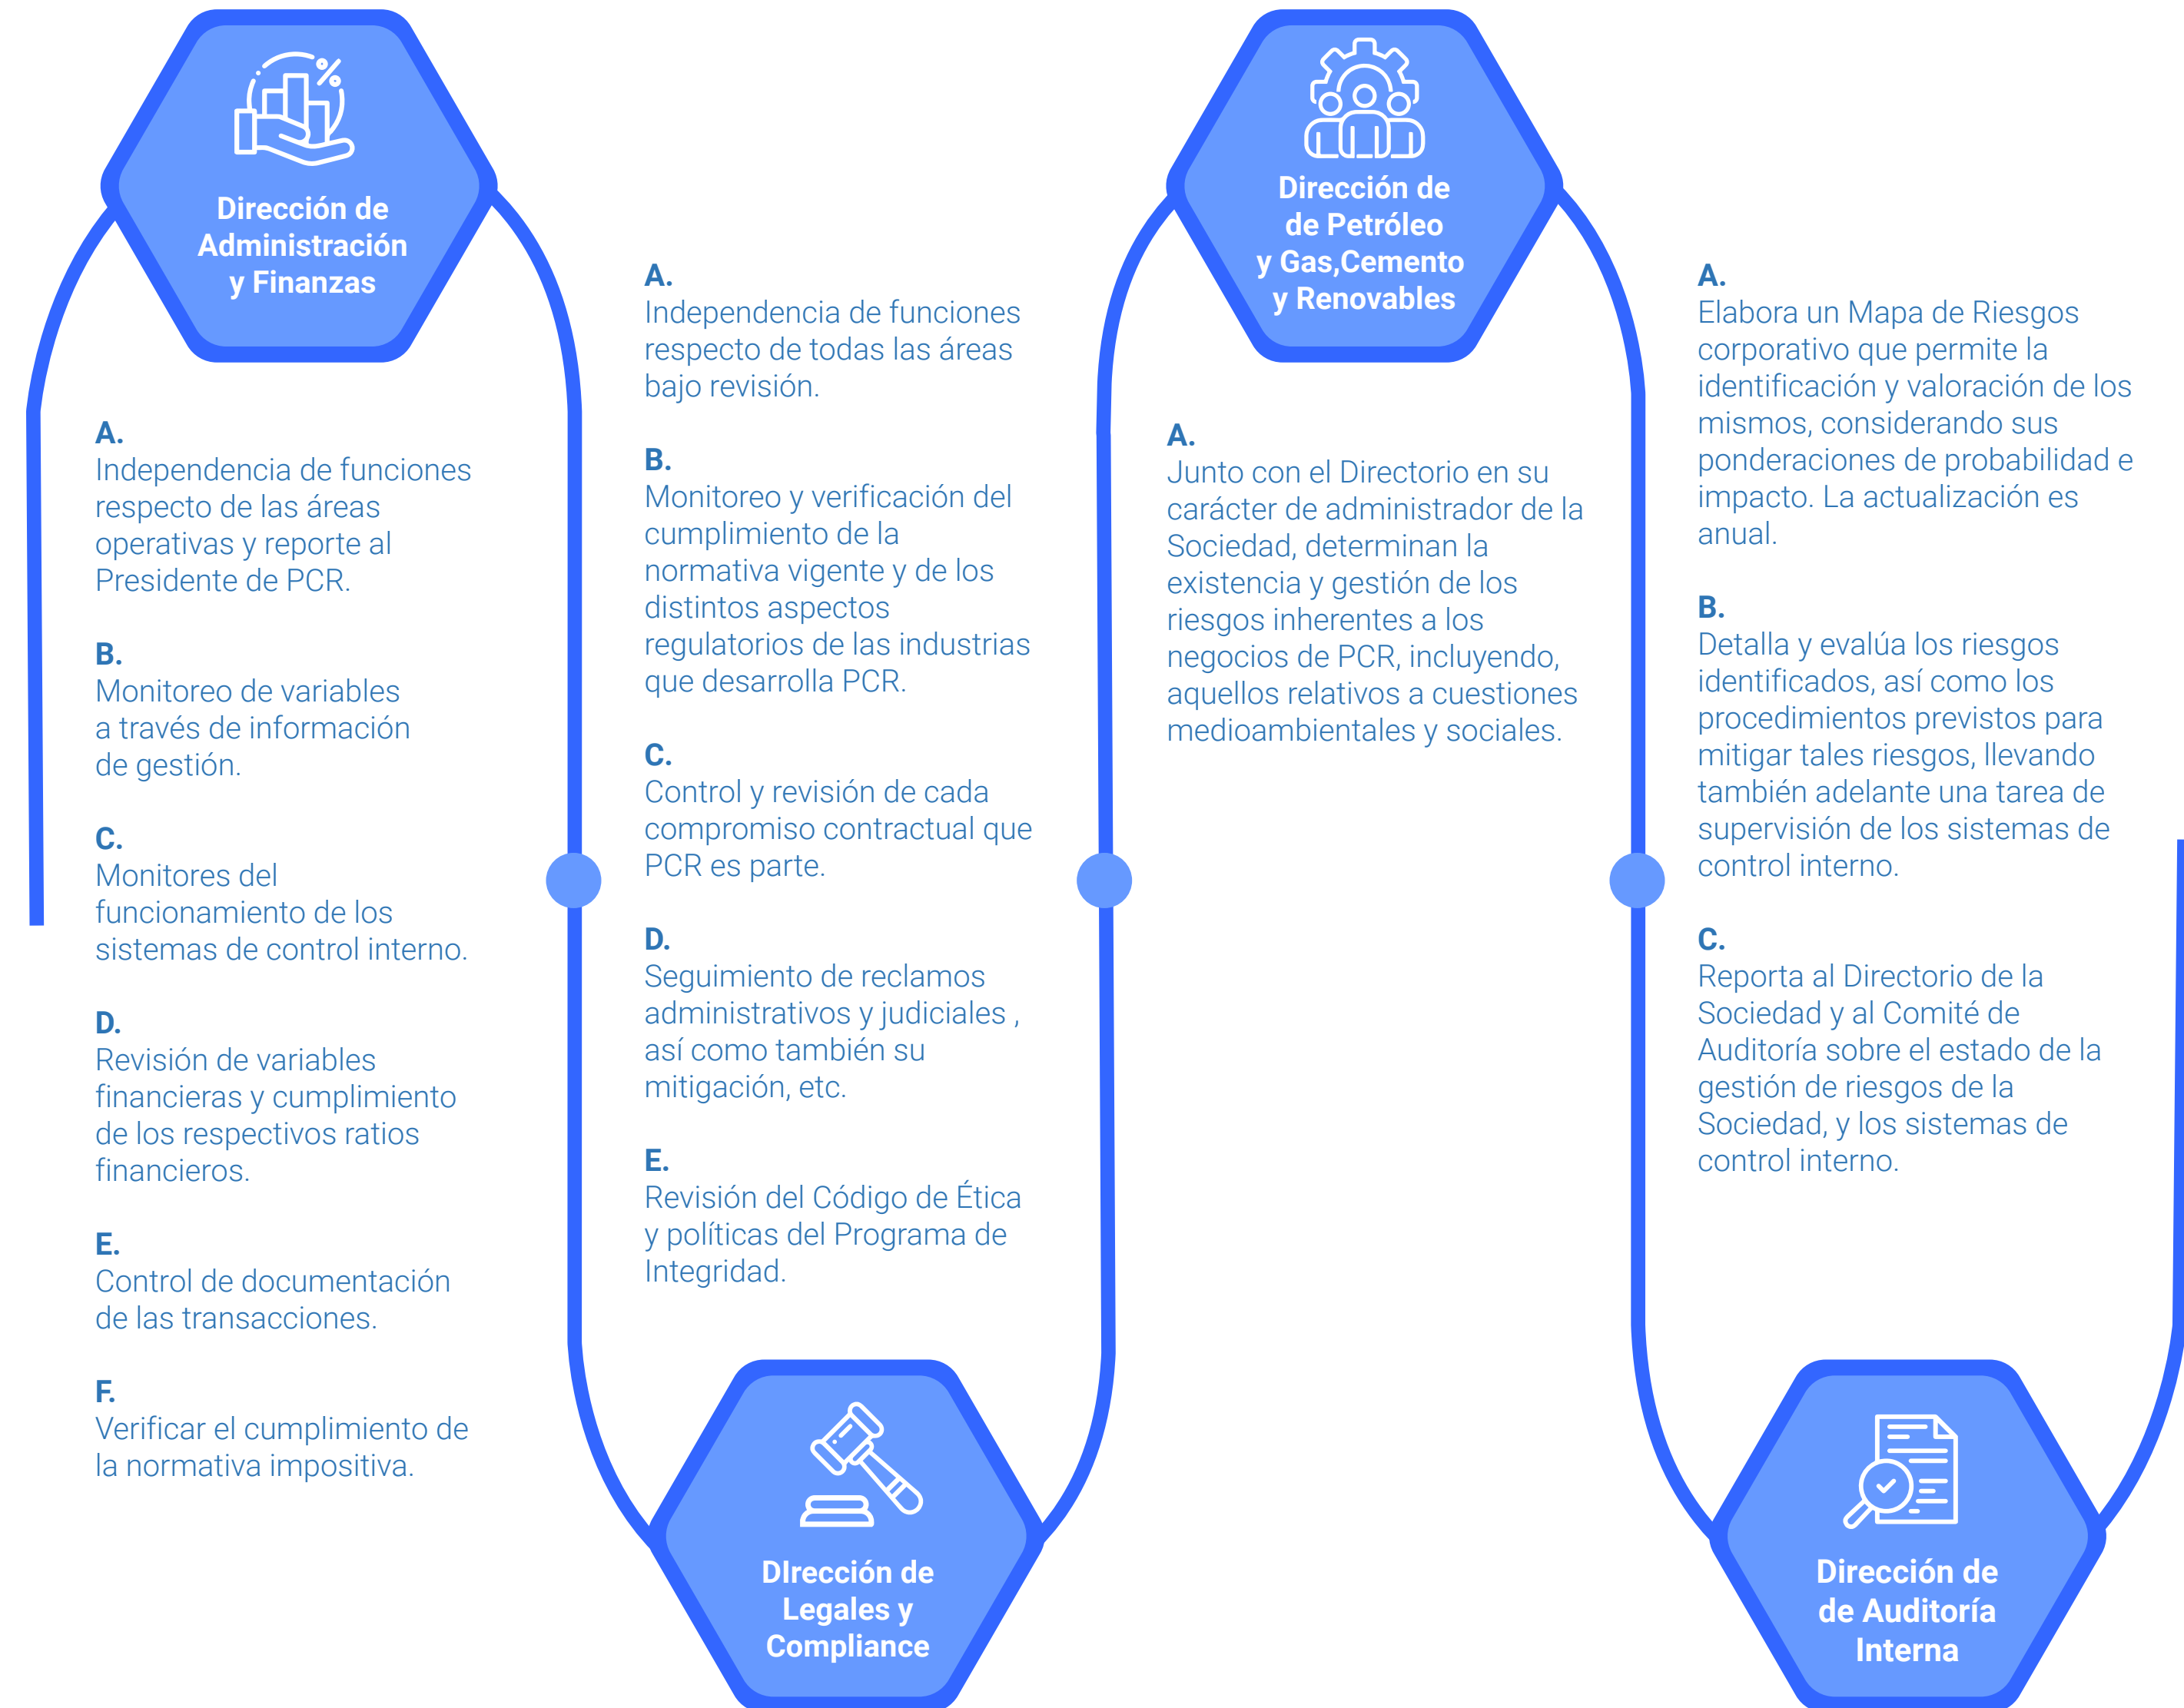 Dirección de
Administración
y Finanzas
A.
Independencia de funciones
respecto de las áreas
operativas y reporte al
Presidente de PCR.
B.
Monitoreo de variables
a través de información
de gestión.
C.
Monitores del
funcionamiento de los
sistemas de control interno.
D.
Revisión de variables
financieras y cumplimiento
de los respectivos ratios
financieros.
E.
Control de documentación
de las transacciones.
F.
Verificar el cumplimiento de
la normativa impositiva.
A.
Independencia de funciones
respecto de todas las áreas
bajo revisión.
B.
Monitoreo y verificación del
cumplimiento de la
normativa vigente y de los
distintos aspectos
regulatorios de las industrias
que desarrolla PCR.
C.
Control y revisión de cada
compromiso contractual que
PCR es parte.
D.
Seguimiento de reclamos
administrativos y judiciales ,
así como también su
mitigación, etc.
E.
Revisión del Código de Ética
y políticas del Programa de
Integridad.
DIrección de
Legales y
Compliance
Dirección de
de Petróleo
y Gas,Cemento
y Renovables
A.
Junto con el Directorio en su
carácter de administrador de la
Sociedad, determinan la
existencia y gestión de los
riesgos inherentes a los
negocios de PCR, incluyendo,
aquellos relativos a cuestiones
medioambientales y sociales.
A.
Elabora un Mapa de Riesgos
corporativo que permite la
identificación y valoración de los
mismos, considerando sus
ponderaciones de probabilidad e
impacto. La actualización es
anual.
B.
Detalla y evalúa los riesgos
identificados, así como los
procedimientos previstos para
mitigar tales riesgos, llevando
también adelante una tarea de
supervisión de los sistemas de
control interno.
C.
Reporta al Directorio de la
Sociedad y al Comité de
Auditoría sobre el estado de la
gestión de riesgos de la
Sociedad, y los sistemas de
control interno.
Dirección de
de Auditoría
Interna